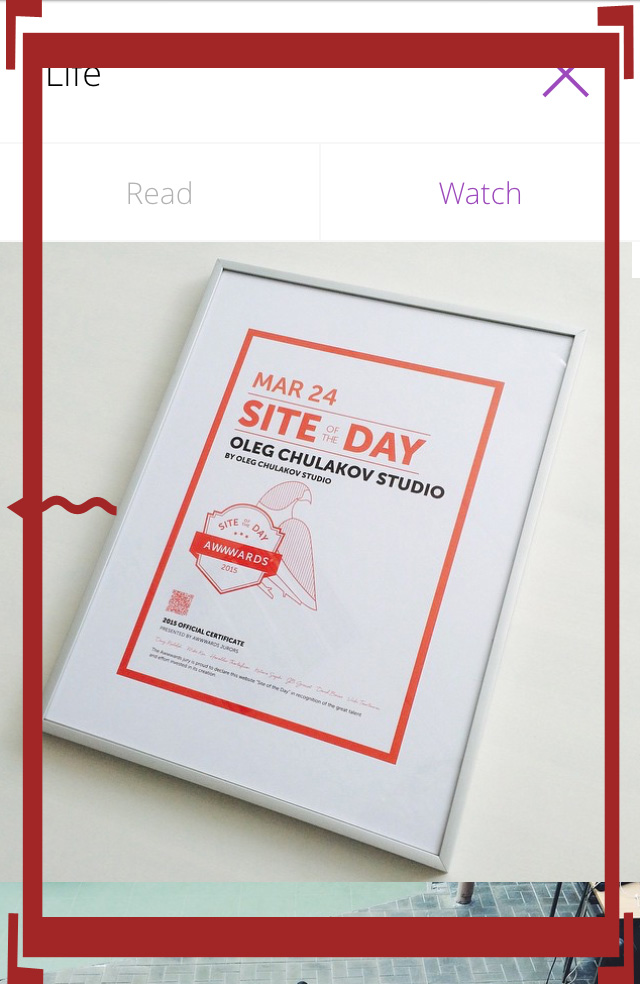 Life
Read
Watch
MAR 24
SITE OF THE DAY
OLEG CHULAKOV STUDIO
BY OLEG CHULAKOV STUDIO
SITE OF THE DAY
AWWWARDS
2015
2015 OFFICIAL CERTIFICATE
PRESENTED BY AWWWARDS JURORS
The Awwwards jury is proud to declare this website "Site of the Day" in recognition of the great talent
and effort invested in its creation.